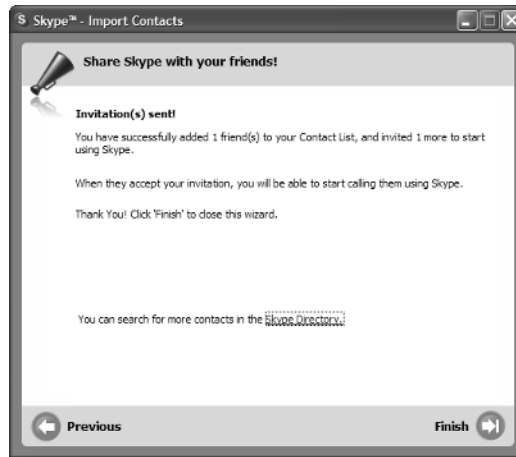 S Skype™ - Import Contacts
Share Skype with your friends!
Invitation(s) sent!
You have successfully added 1 friend(s) to your Contact List, and invited 1 more to start
using Skype.
When they accept your invitation, you will be able to start calling them using Skype.
Thank You! Click 'Finish' to close this wizard.
You can search for more contacts in the Skype Directory.
Previous
Finish